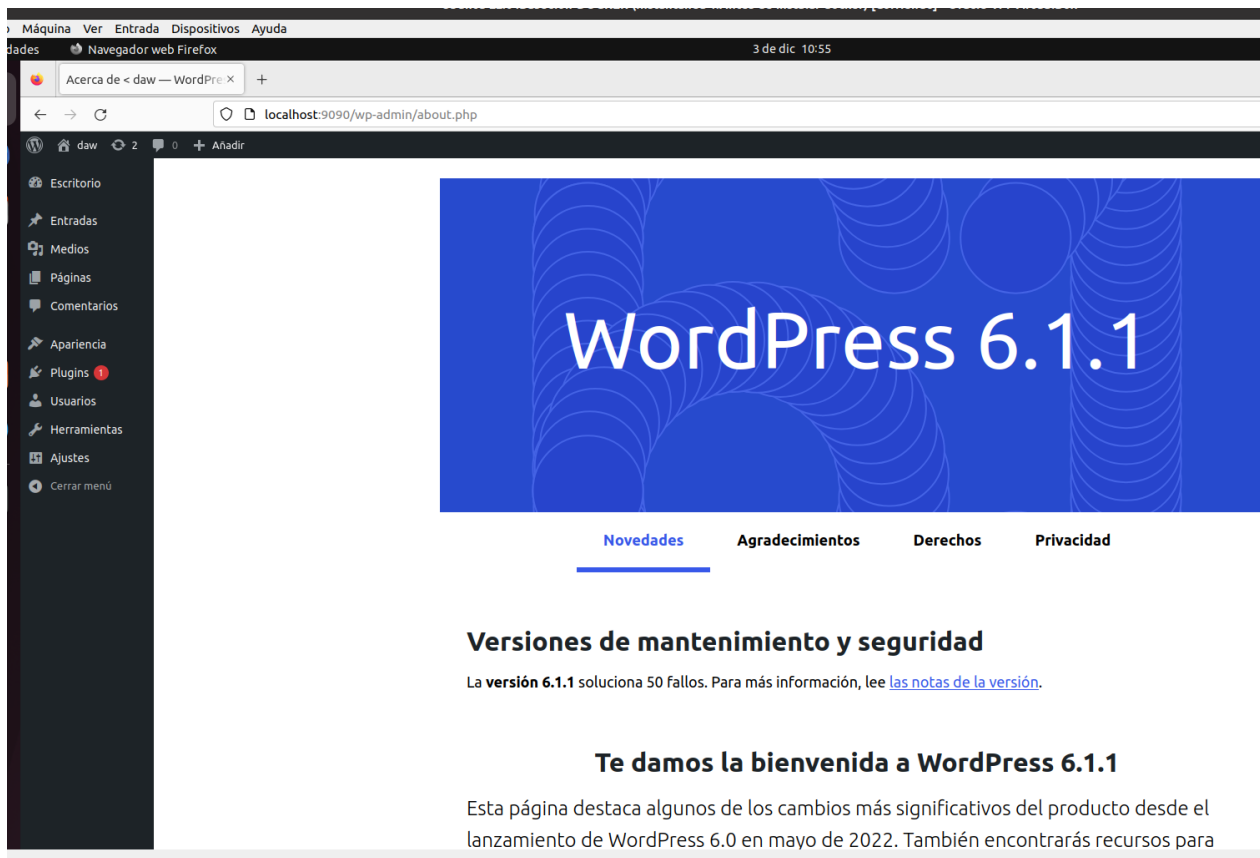 Máquina Ver Entrada Dispositivos Ayuda
dades Navegador web Firefox 3 de dic 10:55
Acerca de < daw — WordPre
localhost:9090/wp-admin/about.php
daw 2 0 Añadir
Escritorio
Entradas
Medios
Páginas
Comentarios
Apariencia
Plugins 1
Usuarios
Herramientas
Ajustes
Cerrar menú
WordPress 6.1.1
Novedades Agradecimientos Derechos Privacidad
Versiones de mantenimiento y seguridad
La versión 6.1.1 soluciona 50 fallos. Para más información, lee las notas de la versión.
Te damos la bienvenida a WordPress 6.1.1
Esta página destaca algunos de los cambios más significativos del producto desde el
lanzamiento de WordPress 6.0 en mayo de 2022. También encontrarás recursos para